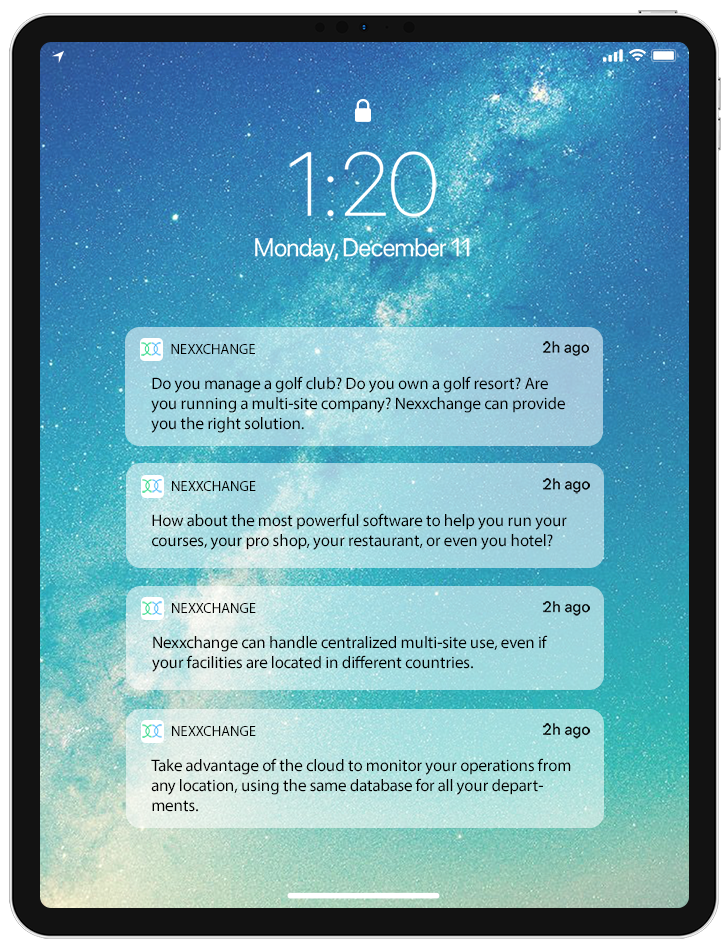 1:20
Monday, December 11
NEXXCHANGE 2h ago
Do you manage a golf club? Do you own a golf resort? Are
you running a multi-site company? Nexxchange can provide
you the right solution.
NEXXCHANGE 2h ago
How about the most powerful software to help you run your
courses, your pro shop, your restaurant, or even you hotel?
NEXXCHANGE 2h ago
Nexxchange can handle centralized multi-site use, even if
your facilities are located in different countries.
NEXXCHANGE 2h ago
Take advantage of the cloud to monitor your operations from
any location, using the same database for all your depart-
ments.